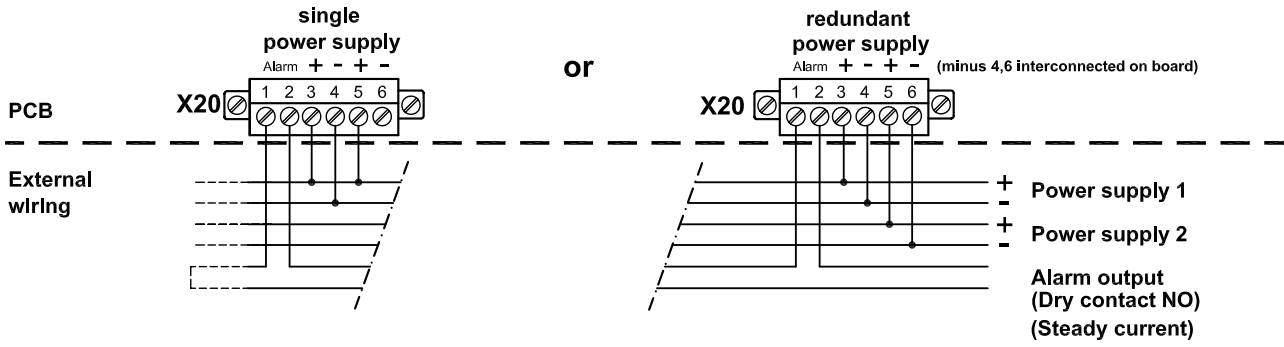 single
power supply
Alarm + - + -
X20 1 2 3 4 5 6
or
redundant
power supply
Alarm + - + - (minus 4,6 interconnected on board)
X20 1 2 3 4 5 6
PCB
External
wiring
+ Power supply 1
-
+ Power supply 2
-
Alarm output
(Dry contact NO)
(Steady current)